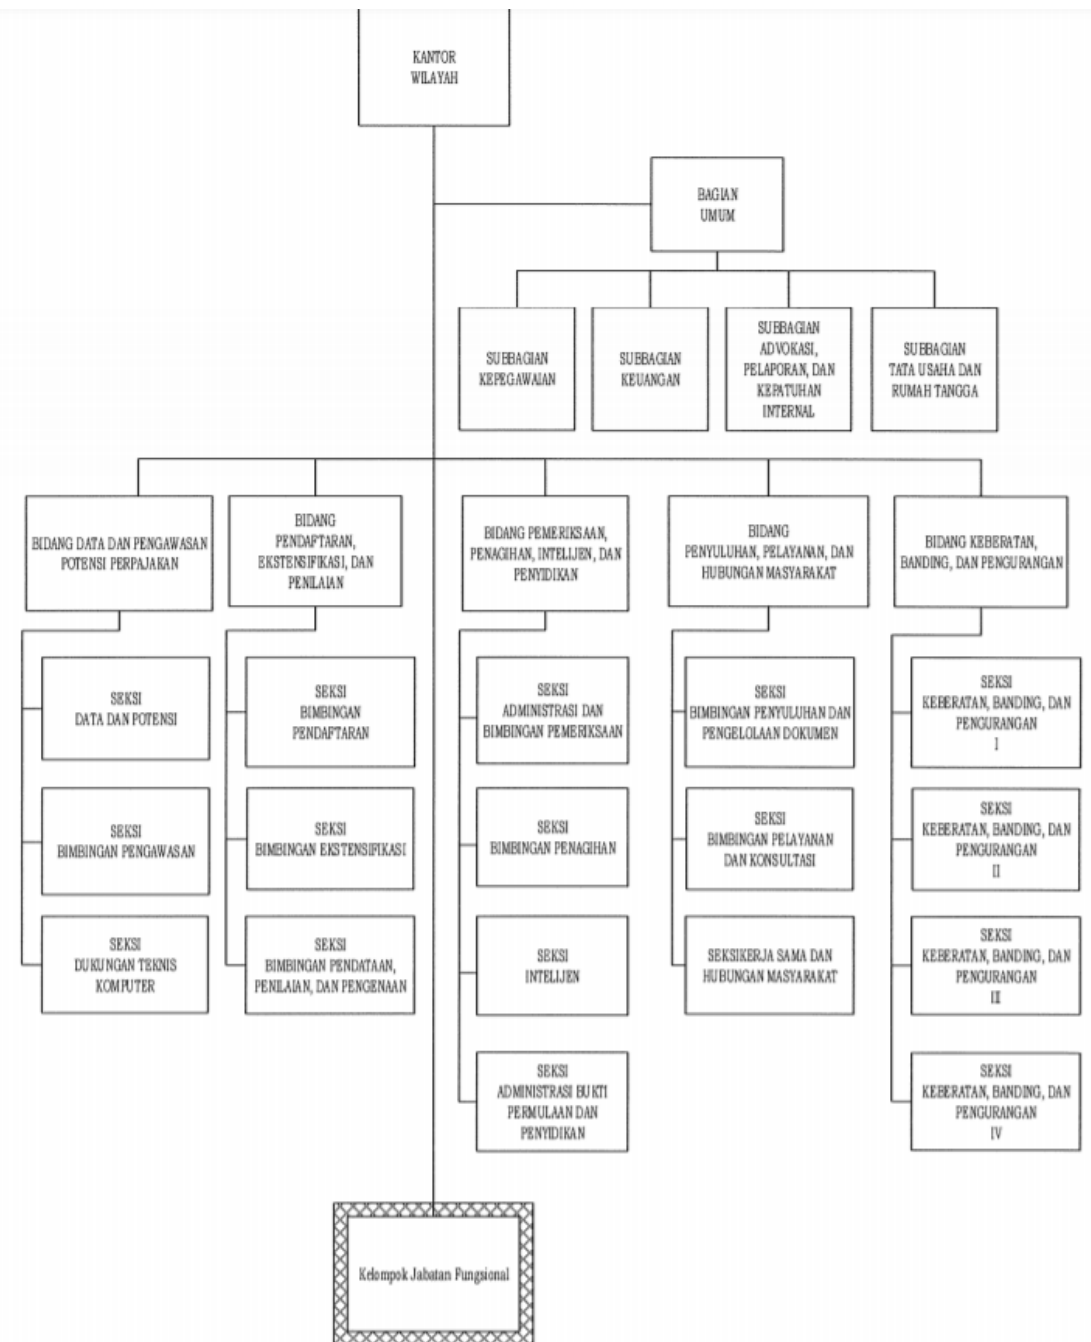 KANTOR
WILAYAH
BAGIAN
UMUM
SUBBAGIAN
KEPEGAWAIAN
SUBBAGIAN
KEUANGAN
SUBBAGIAN
ADVOKASI,
PELAPORAN, DAN
KEPATUHAN
INTERNAL
SUBBAGIAN
TATA USAHA DAN
RUMAH TANGGA
BIDANG DATA DAN PENGAWASAN
POTENSI PERPAJAKAN
BIDANG
PENDAFTARAN,
EKSTENSIFIKASI, DAN
PENILAIAN
BIDANG PEMERIKSAAN,
PENAGIHAN, INTELIJEN, DAN
PENYIDIKAN
BIDANG
PENYULUHAN, PELAYANAN, DAN
HUBUNGAN MASYARAKAT
BIDANG KEBERATAN,
BANDING, DAN PENGURANGAN
SEKSI
DATA DAN POTENSI
SEKSI
BIMBINGAN
PENDAFTARAN
SEKSI
ADMINISTRASI DAN
BIMBINGAN PEMERIKSAAN
SEKSI
BIMBINGAN PENYULUHAN DAN
PENGELOLAAN DOKUMEN
SEKSI
KEBERATAN, BANDING, DAN
PENGURANGAN
I
SEKSI
BIMBINGAN PENGAWASAN
SEKSI
BIMBINGAN EKSTENSIFIKASI
SEKSI
BIMBINGAN PENAGIHAN
SEKSI
BIMBINGAN PELAYANAN
DAN KONSULTASI
SEKSI
KEBERATAN, BANDING, DAN
PENGURANGAN
II
SEKSI
DUKUNGAN TEKNIS
KOMPUTER
SEKSI
BIMBINGAN PENDATAAN,
PENILAIAN, DAN PENGENAAN
SEKSI
INTELIJEN
SEKSIKERJA SAMA DAN
HUBUNGAN MASYARAKAT
SEKSI
KEBERATAN, BANDING, DAN
PENGURANGAN
III
SEKSI
ADMINISTRASI BUKTI
PERMULAAN DAN
PENYIDIKAN
SEKSI
KEBERATAN, BANDING, DAN
PENGURANGAN
IV
Kelompok Jabatan Fungsional